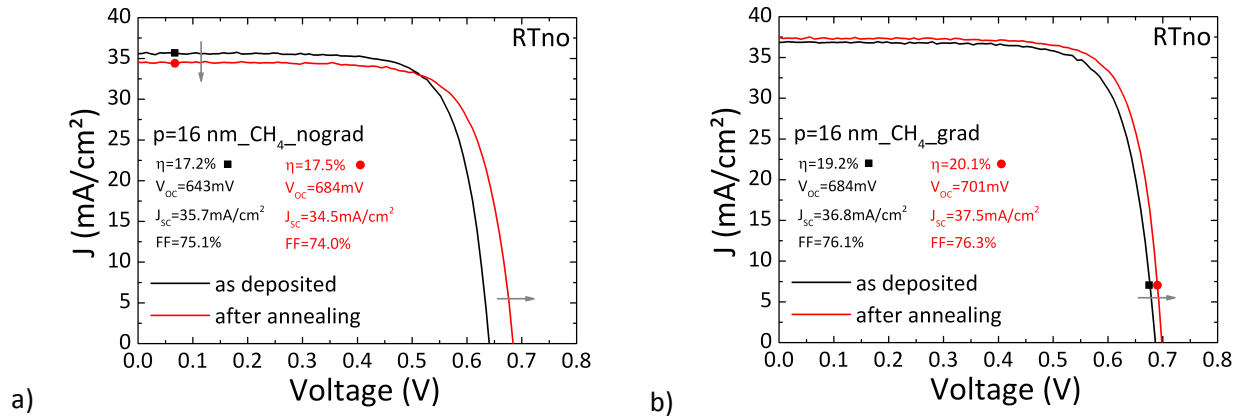 RTno
40
35
30
25
20
15
10
5
0
J (mA/cm²)
p=16 nm_CH₄_nograd
η=17.2% η=17.5%
V_OC=643mV V_OC=684mV
J_SC=35.7mA/cm² J_SC=34.5mA/cm²
FF=75.1% FF=74.0%
as deposited
after annealing
0.0 0.1 0.2 0.3 0.4 0.5 0.6 0.7 0.8
Voltage (V)
a)
RTno
40
35
30
25
20
15
10
5
0
J (mA/cm²)
p=16 nm_CH₄_grad
η=19.2% η=20.1%
V_OC=684mV V_OC=701mV
J_SC=36.8mA/cm² J_SC=37.5mA/cm²
FF=76.1% FF=76.3%
as deposited
after annealing
0.0 0.1 0.2 0.3 0.4 0.5 0.6 0.7 0.8
Voltage (V)
b)